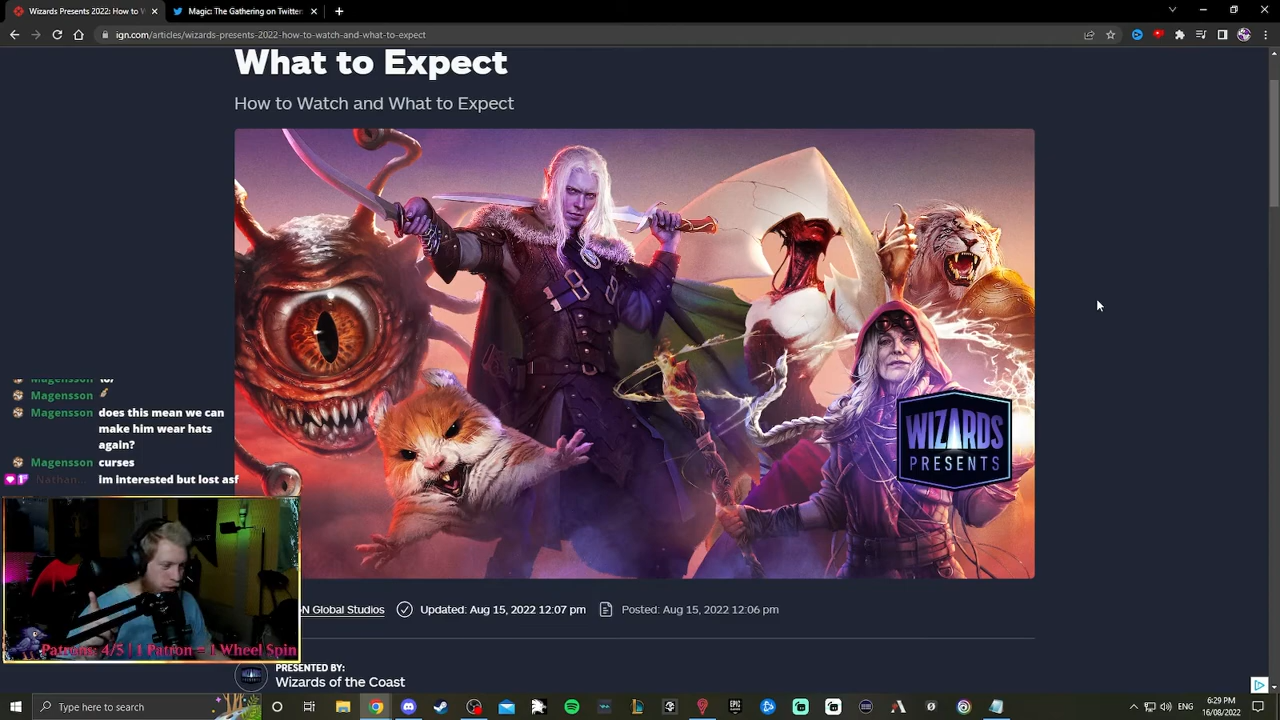 Wizards Presents 2022: How to W
Magic: The Gathering on Twitter
ign.com/articles/wizards-presents-2022-how-to-watch-and-what-to-expect
What to Expect
How to Watch and What to Expect
Magensson lol
Magensson
Magensson does this mean we can
make him wear hats
again?
Magensson curses
Nathan... Im interested but lost asf
WIZARDS
PRESENTS
Patrons: 4/5 | 1 Patron = 1 Wheel Spin
N Global Studios
Updated: Aug 15, 2022 12:07 pm
Posted: Aug 15, 2022 12:06 pm
PRESENTED BY:
Wizards of the Coast
Type here to search
ENG
6:29 PM
16/08/2022